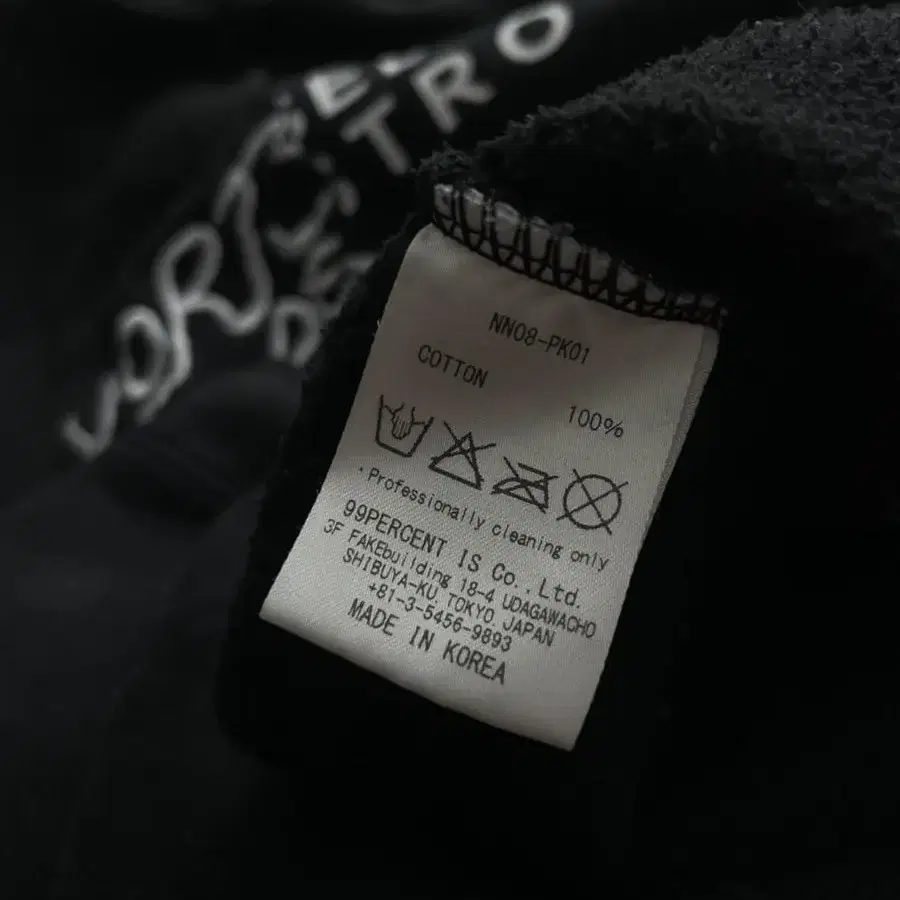 TRO
NN08-PK01
COTTON
100%
·Professionally cleaning only
99PERCENT IS Co.,Ltd.
3F FAKEbuilding 18-4 UDAGAWACHO
SHIBUYA-KU. TOKYO. JAPAN
+81-3-5456-9893
MADE IN KOREA